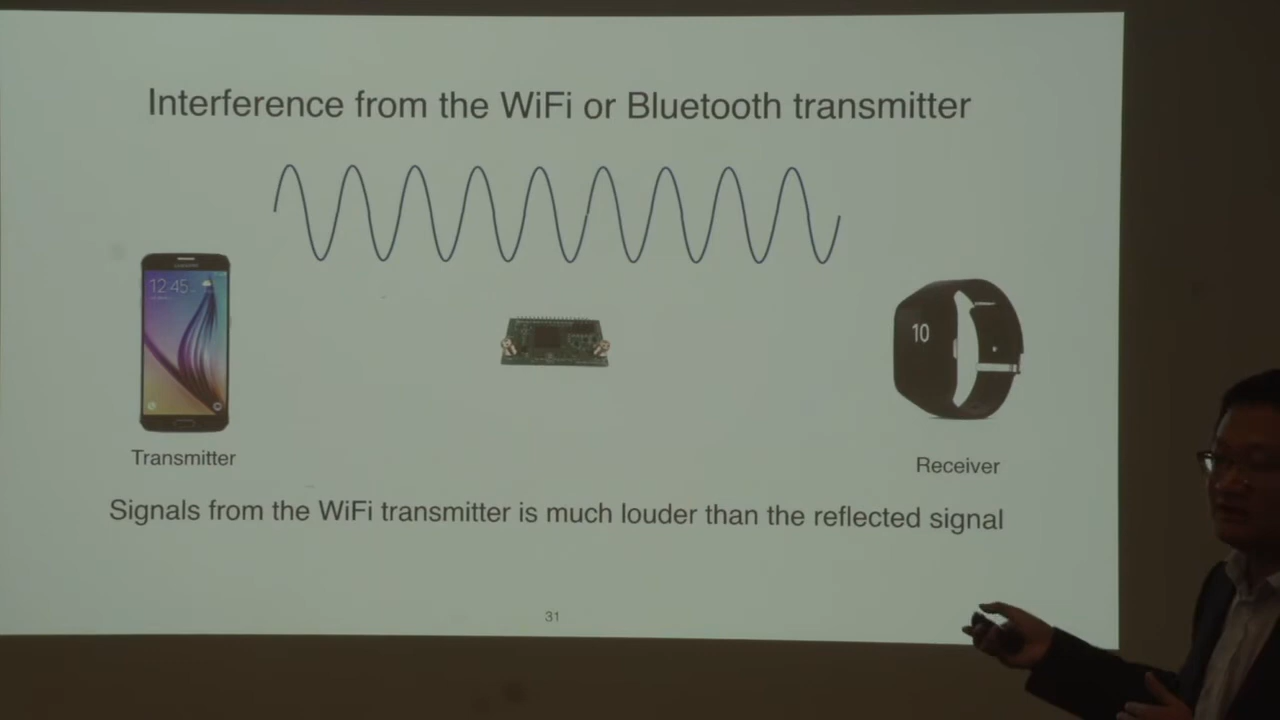 Interference from the WiFi or Bluetooth transmitter
12:45
10
Transmitter
Receiver
Signals from the WiFi transmitter is much louder than the reflected signal
31